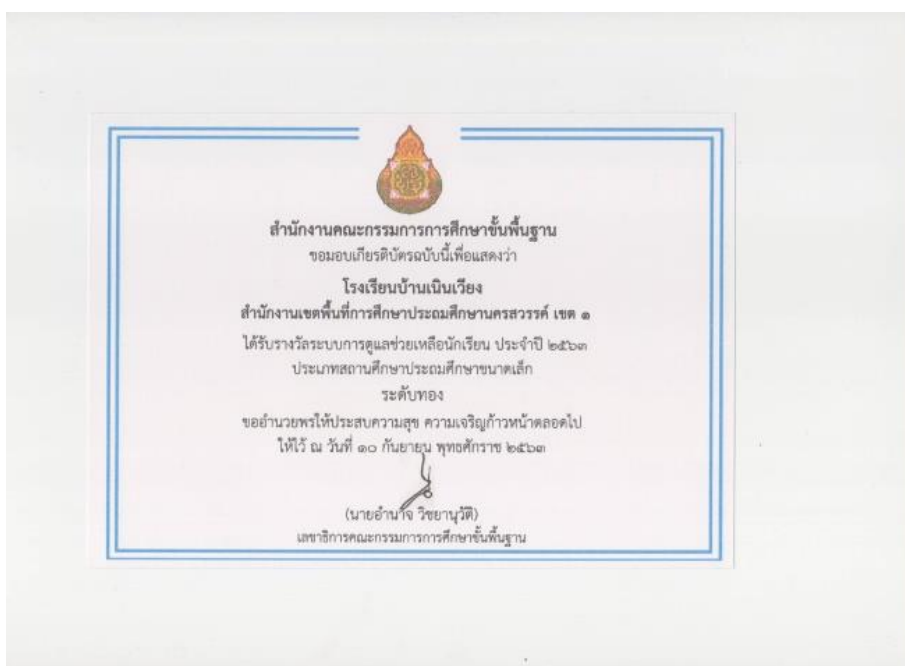 สำนักงานคณะกรรมการการศึกษาขั้นพื้นฐาน
ขอมอบเกียรติบัตรฉบับนี้เพื่อแสดงว่า
โรงเรียนบ้านเนินเวียง
สำนักงานเขตพื้นที่การศึกษาประถมศึกษานครสวรรค์ เขต ๑
ได้รับรางวัลระบบการดูแลช่วยเหลือนักเรียน ประจำปี ๒๕๖๓
ประเภทสถานศึกษาประถมศึกษาขนาดเล็ก
ระดับทอง
ขออำนวยพรให้ประสบความสุข ความเจริญก้าวหน้าตลอดไป
ให้ไว้ ณ วันที่ ๑๐ กันยายน พุทธศักราช ๒๕๖๓
(นายอำนาจ วิชยานุวัติ)
เลขาธิการคณะกรรมการการศึกษาขั้นพื้นฐาน